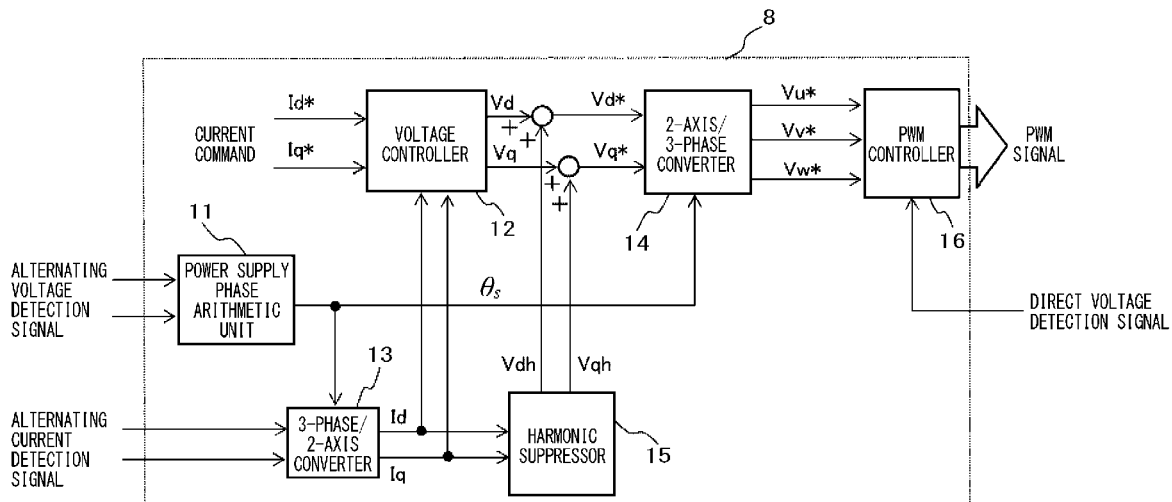 8
Id*
CURRENT
COMMAND
Iq*
VOLTAGE
CONTROLLER
12
Vd
+
+
Vq
+
+
Vd*
Vq*
2-AXIS/
3-PHASE
CONVERTER
14
Vu*
Vv*
Vw*
PWM
CONTROLLER
16
PWM
SIGNAL
11
ALTERNATING
VOLTAGE
DETECTION
SIGNAL
POWER SUPPLY
PHASE
ARITHMETIC
UNIT
θs
DIRECT VOLTAGE
DETECTION SIGNAL
Vdh
Vqh
13
ALTERNATING
CURRENT
DETECTION
SIGNAL
3-PHASE/
2-AXIS
CONVERTER
Id
Iq
HARMONIC
SUPPRESSOR
15